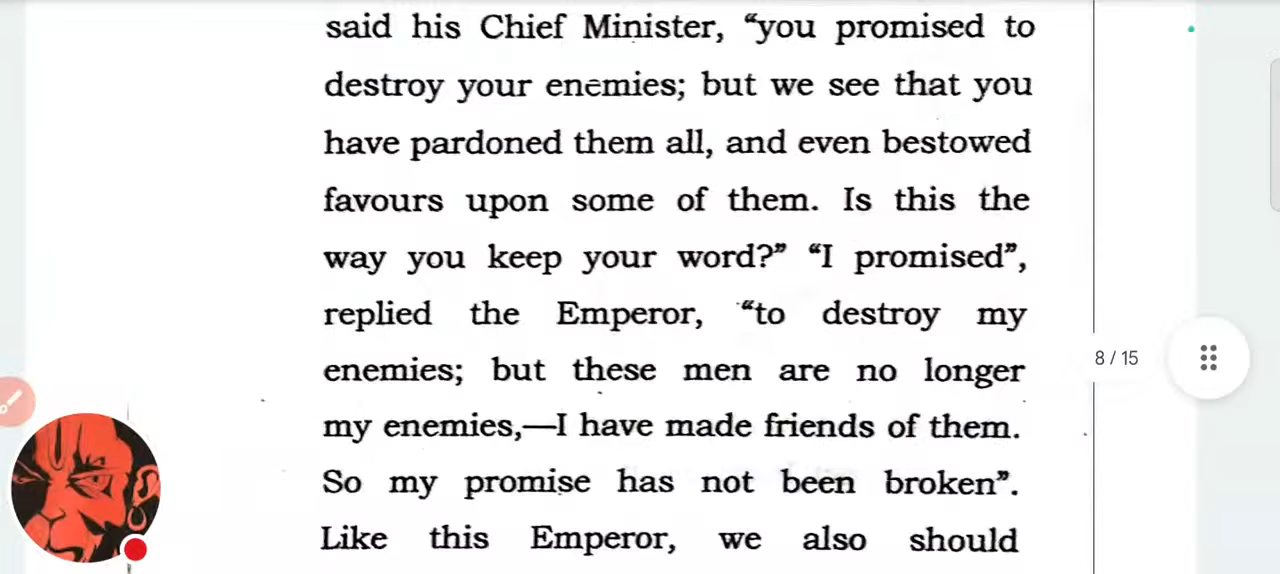 said his Chief Minister, “you promised to
destroy your enemies; but we see that you
have pardoned them all, and even bestowed
favours upon some of them. Is this the
way you keep your word?” “I promised”,
replied the Emperor, “to destroy my
enemies; but these men are no longer
my enemies,—I have made friends of them.
So my promise has not been broken”.
Like this Emperor, we also should
8 / 15